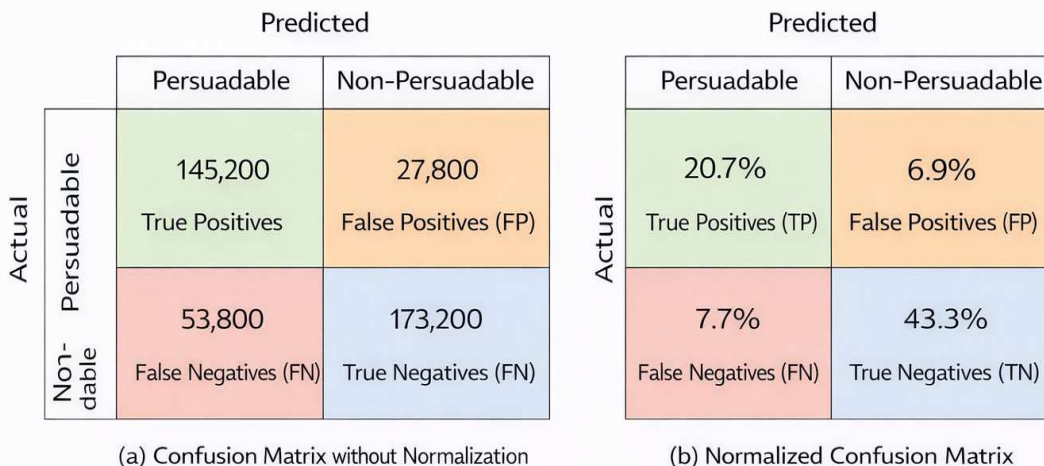 Predicted
Persuadable Non-Persuadable
Actual
Persuadable
145,200 27,800
True Positives False Positives (FP)
Non-
dable
53,800 173,200
False Negatives (FN) True Negatives (FN)
(a) Confusion Matrix without Normalization
Predicted
Persuadable Non-Persuadable
Actual
20.7% 6.9%
True Positives (TP) False Positives (FP)
7.7% 43.3%
False Negatives (FN) True Negatives (TN)
(b) Normalized Confusion Matrix